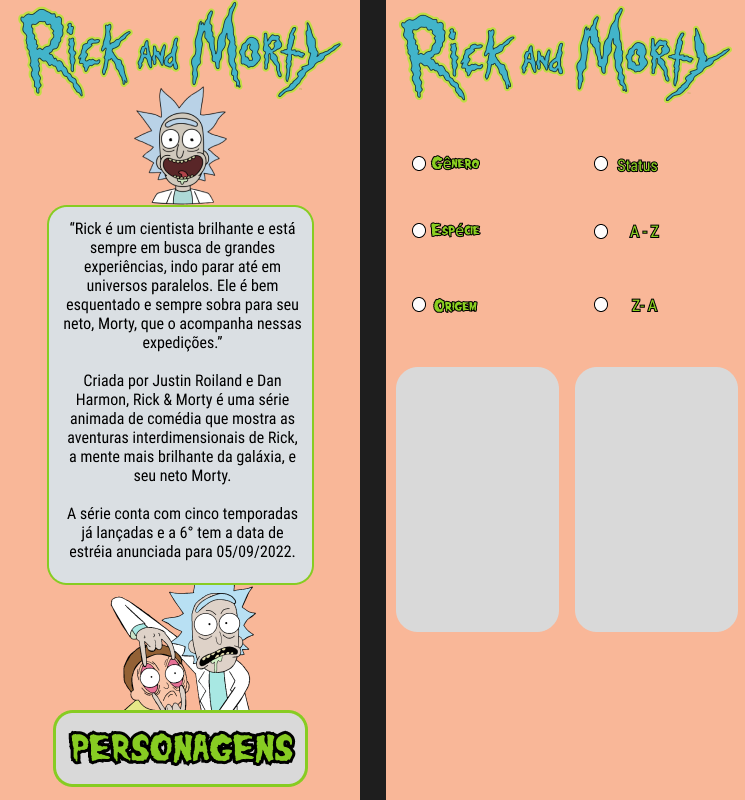 Rick and Morty
“Rick é um cientista brilhante e está
sempre em busca de grandes
experiências, indo parar até em
universos paralelos. Ele é bem
esquentado e sempre sobra para seu
neto, Morty, que o acompanha nessas
expedições.”
Criada por Justin Roiland e Dan
Harmon, Rick & Morty é uma série
animada de comédia que mostra as
aventuras interdimensionais de Rick,
a mente mais brilhante da galáxia, e
seu neto Morty.
A série conta com cinco temporadas
já lançadas e a 6° tem a data de
estréia anunciada para 05/09/2022.
PERSONAGENS
Rick and Morty
Gênero
Status
Espécie
A - Z
Origem
Z- A